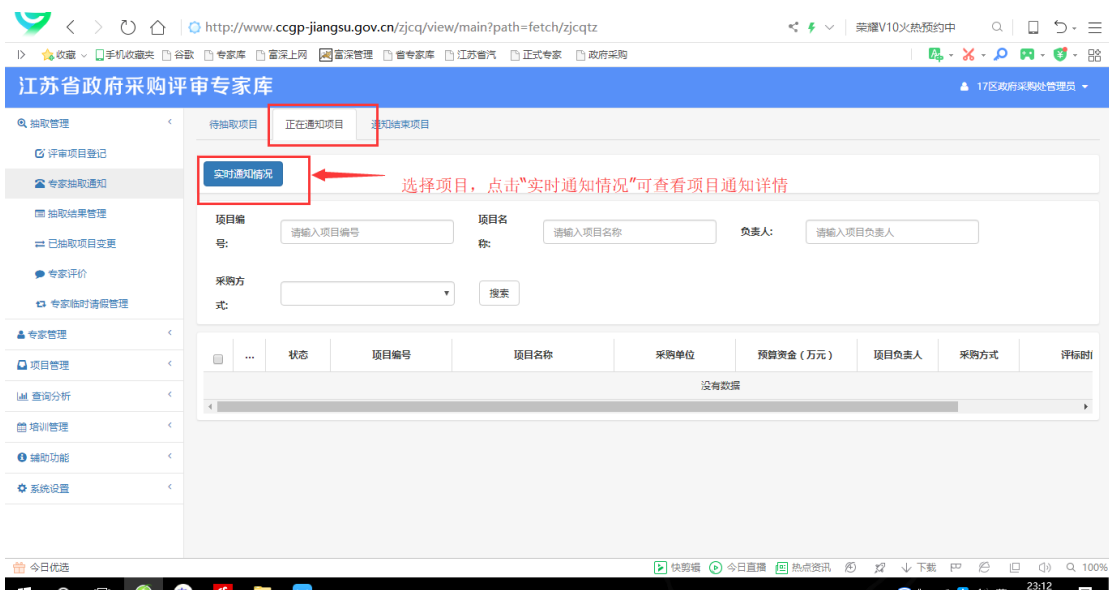 http://www.ccgp-jiangsu.gov.cn/zjcq/view/main?path=fetch/zjcqtz
荣耀V10火热预约中
收藏 手机收藏夹 谷歌 专家库 富深上网 富深管理 省专家库 江苏省汽 正式专家 政府采购
江苏省政府采购评审专家库
17区政府采购处管理员
抽取管理
评审项目登记
专家抽取通知
抽取结果管理
已抽取项目变更
专家评价
专家临时请假管理
专家管理
项目管理
查询分析
培训管理
辅助功能
系统设置
待抽取项目 正在通知项目 通知结束项目
实时通知情况
选择项目，点击“实时通知情况”可查看项目通知详情
项目编号:
请输入项目编号
项目名称:
请输入项目名称
负责人:
请输入项目负责人
采购方式:
搜索
... 状态 项目编号 项目名称 采购单位 预算资金（万元） 项目负责人 采购方式 评标时
没有数据
今日优选
快剪辑 今日直播 热点资讯 下载 100%
23:12